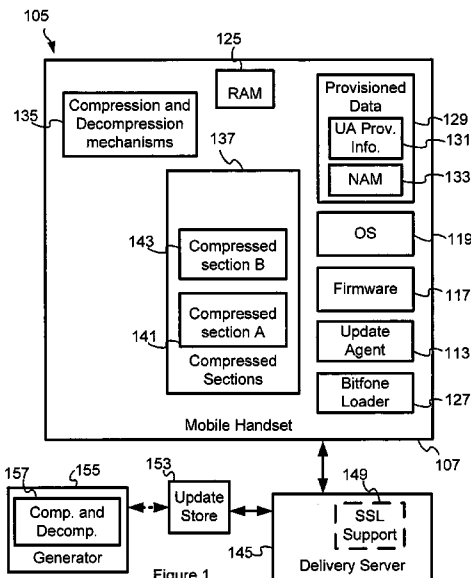 105
125
RAM
135
Compression and
Decompression
mechanisms
Provisioned
Data
129
UA Prov.
Info.
131
NAM
133
137
143
Compressed
section B
141
Compressed
section A
Compressed
Sections
OS
119
Firmware
117
Update
Agent
113
Bitfone
Loader
127
Mobile Handset
107
157
155
Comp. and
Decomp.
Generator
153
Update
Store
149
SSL
Support
145
Delivery Server
Figure 1